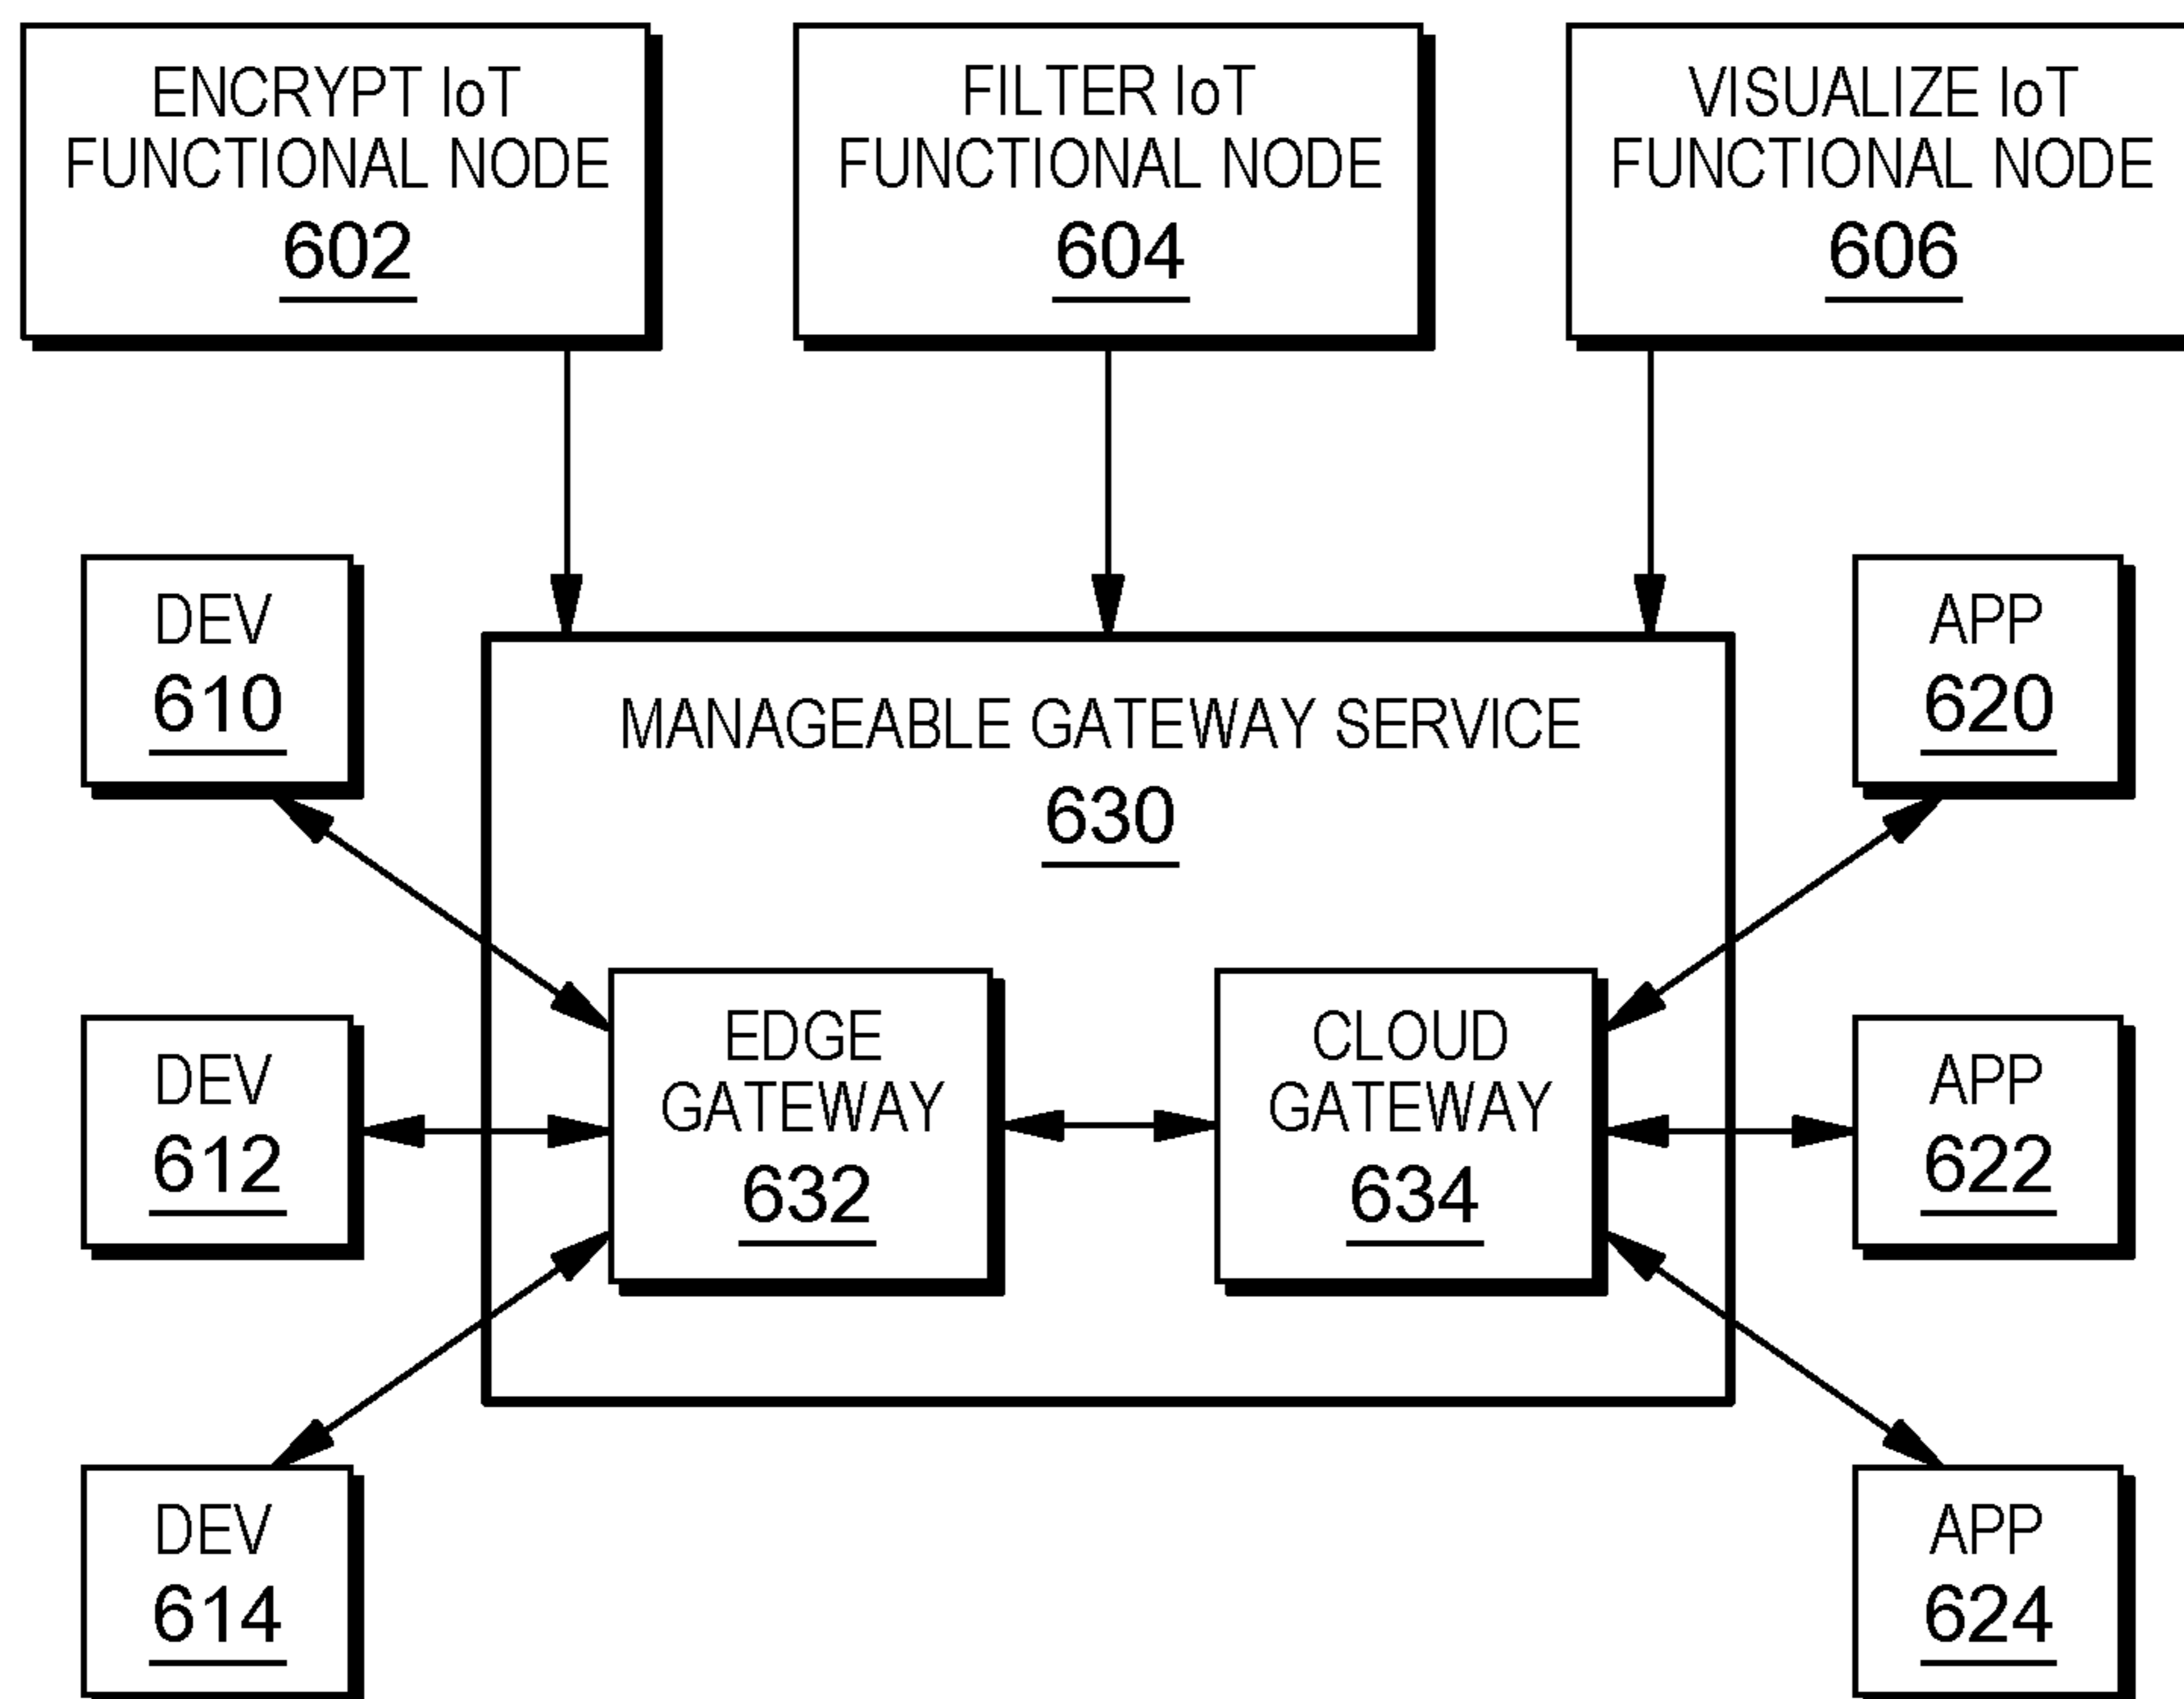 ENCRYPT IoT
FUNCTIONAL NODE
602
FILTER IoT
FUNCTIONAL NODE
604
VISUALIZE IoT
FUNCTIONAL NODE
606
DEV
610
MANAGEABLE GATEWAY SERVICE
630
APP
620
DEV
612
EDGE
GATEWAY
632
CLOUD
GATEWAY
634
APP
622
DEV
614
APP
624